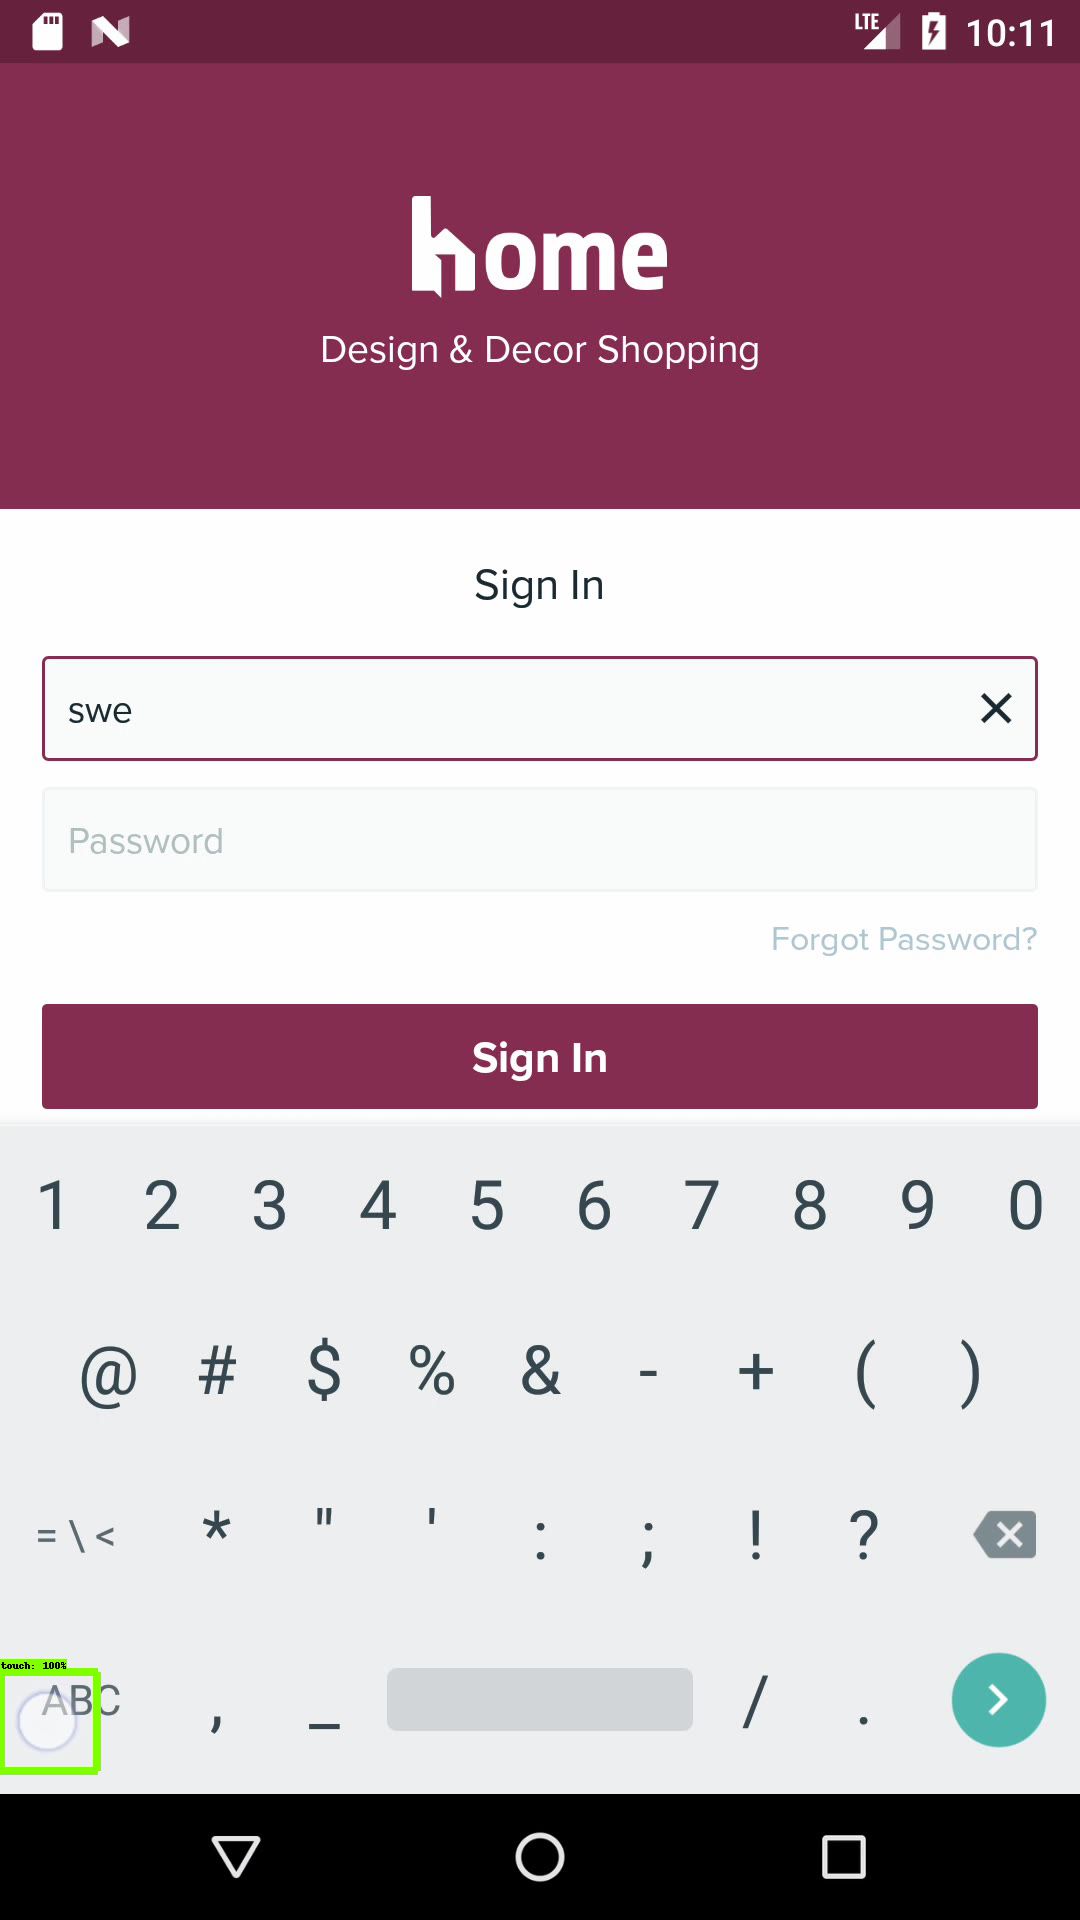 LTE 10:11
home
Design & Decor Shopping
Sign In
swe
Password
Forgot Password?
Sign In
1 2 3 4 5 6 7 8 9 0
@ # $ % & - + ( )
= \ < * " ' : ; ! ?
touch: 100%
ABC , _ / .